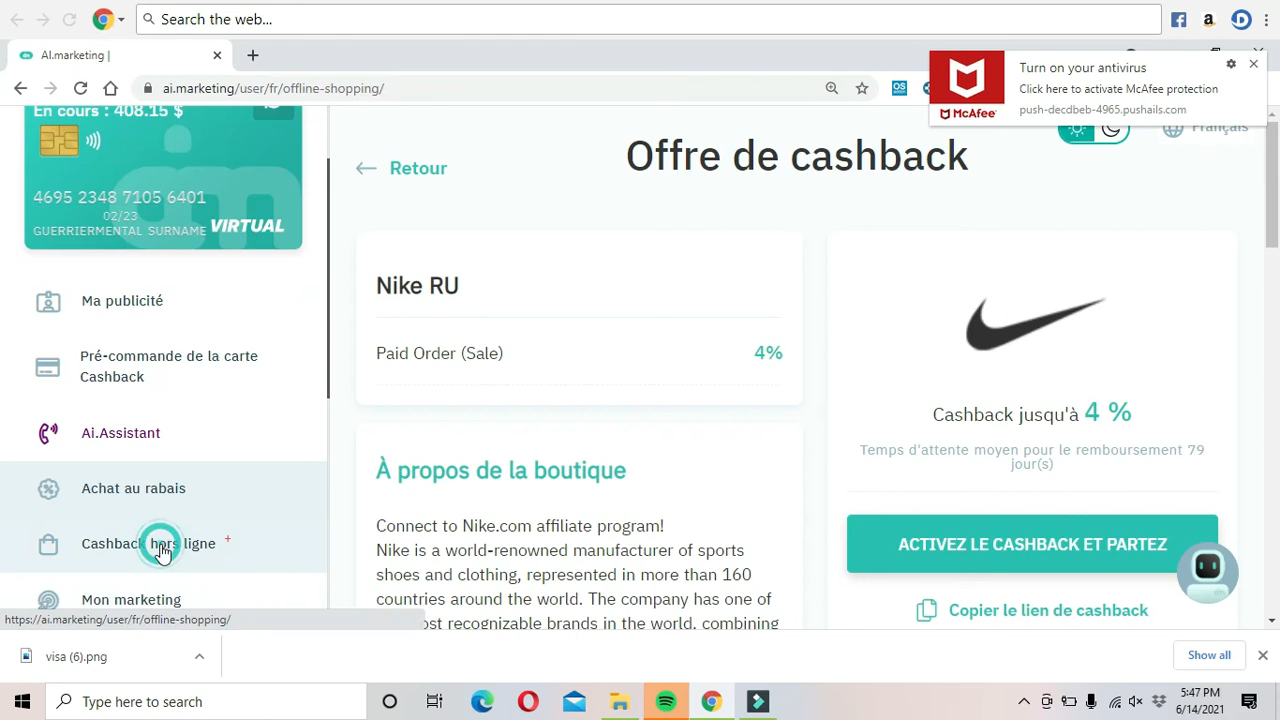 Search the web...
AI.marketing |
ai.marketing/user/fr/offline-shopping/
Turn on your antivirus
Click here to activate McAfee protection
push-decdbeb-4965.pushails.com
McAfee
Français
En cours : 408.15 $
4695 2348 7105 6401
02/23
GUERRIERMENTAL SURNAME
VIRTUAL
Ma publicité
Pré-commande de la carte
Cashback
Ai.Assistant
Achat au rabais
Cashback hors ligne +
Mon marketing
https://ai.marketing/user/fr/offline-shopping/
Retour
Offre de cashback
Nike RU
Paid Order (Sale) 4%
À propos de la boutique
Connect to Nike.com affiliate program!
Nike is a world-renowned manufacturer of sports
shoes and clothing, represented in more than 160
countries around the world. The company has one of
most recognizable brands in the world, combining
Cashback jusqu'à 4 %
Temps d'attente moyen pour le remboursement 79
jour(s)
ACTIVEZ LE CASHBACK ET PARTEZ
Copier le lien de cashback
visa (6).png
Show all
Type here to search
5:47 PM
6/14/2021